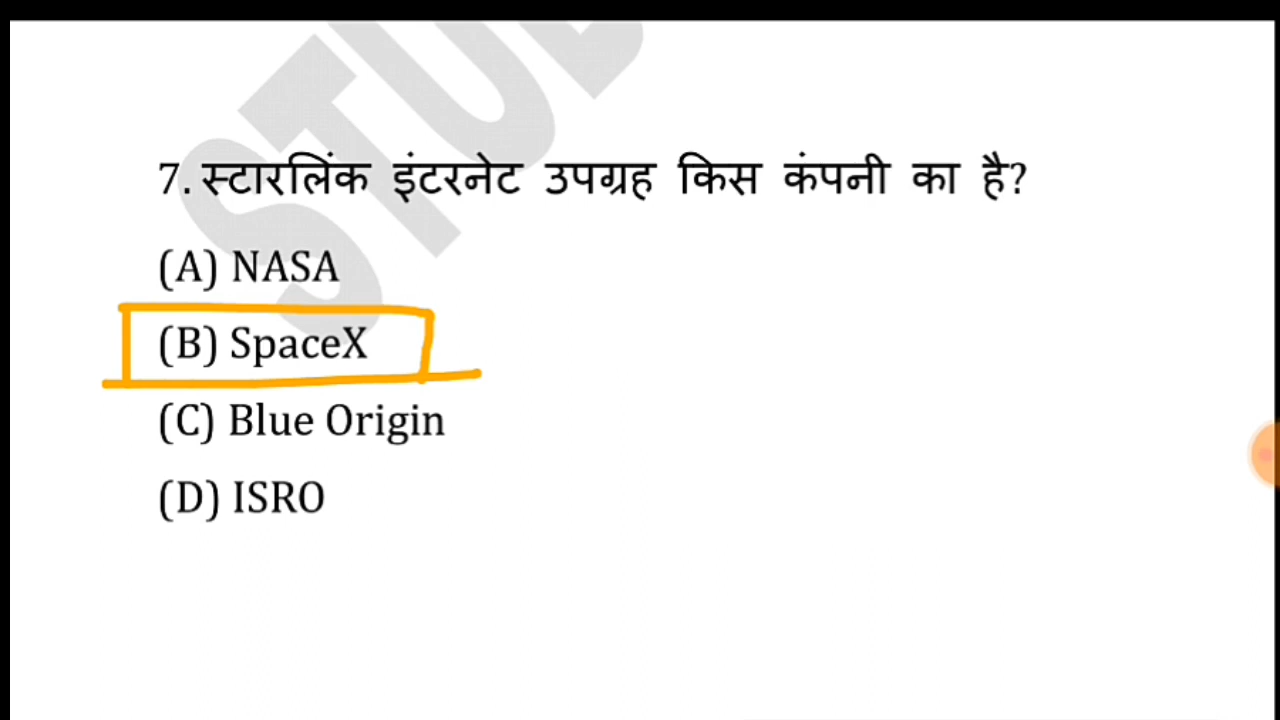 7. स्टारलिंक इंटरनेट उपग्रह किस कंपनी का है?
(A) NASA
(B) SpaceX
(C) Blue Origin
(D) ISRO